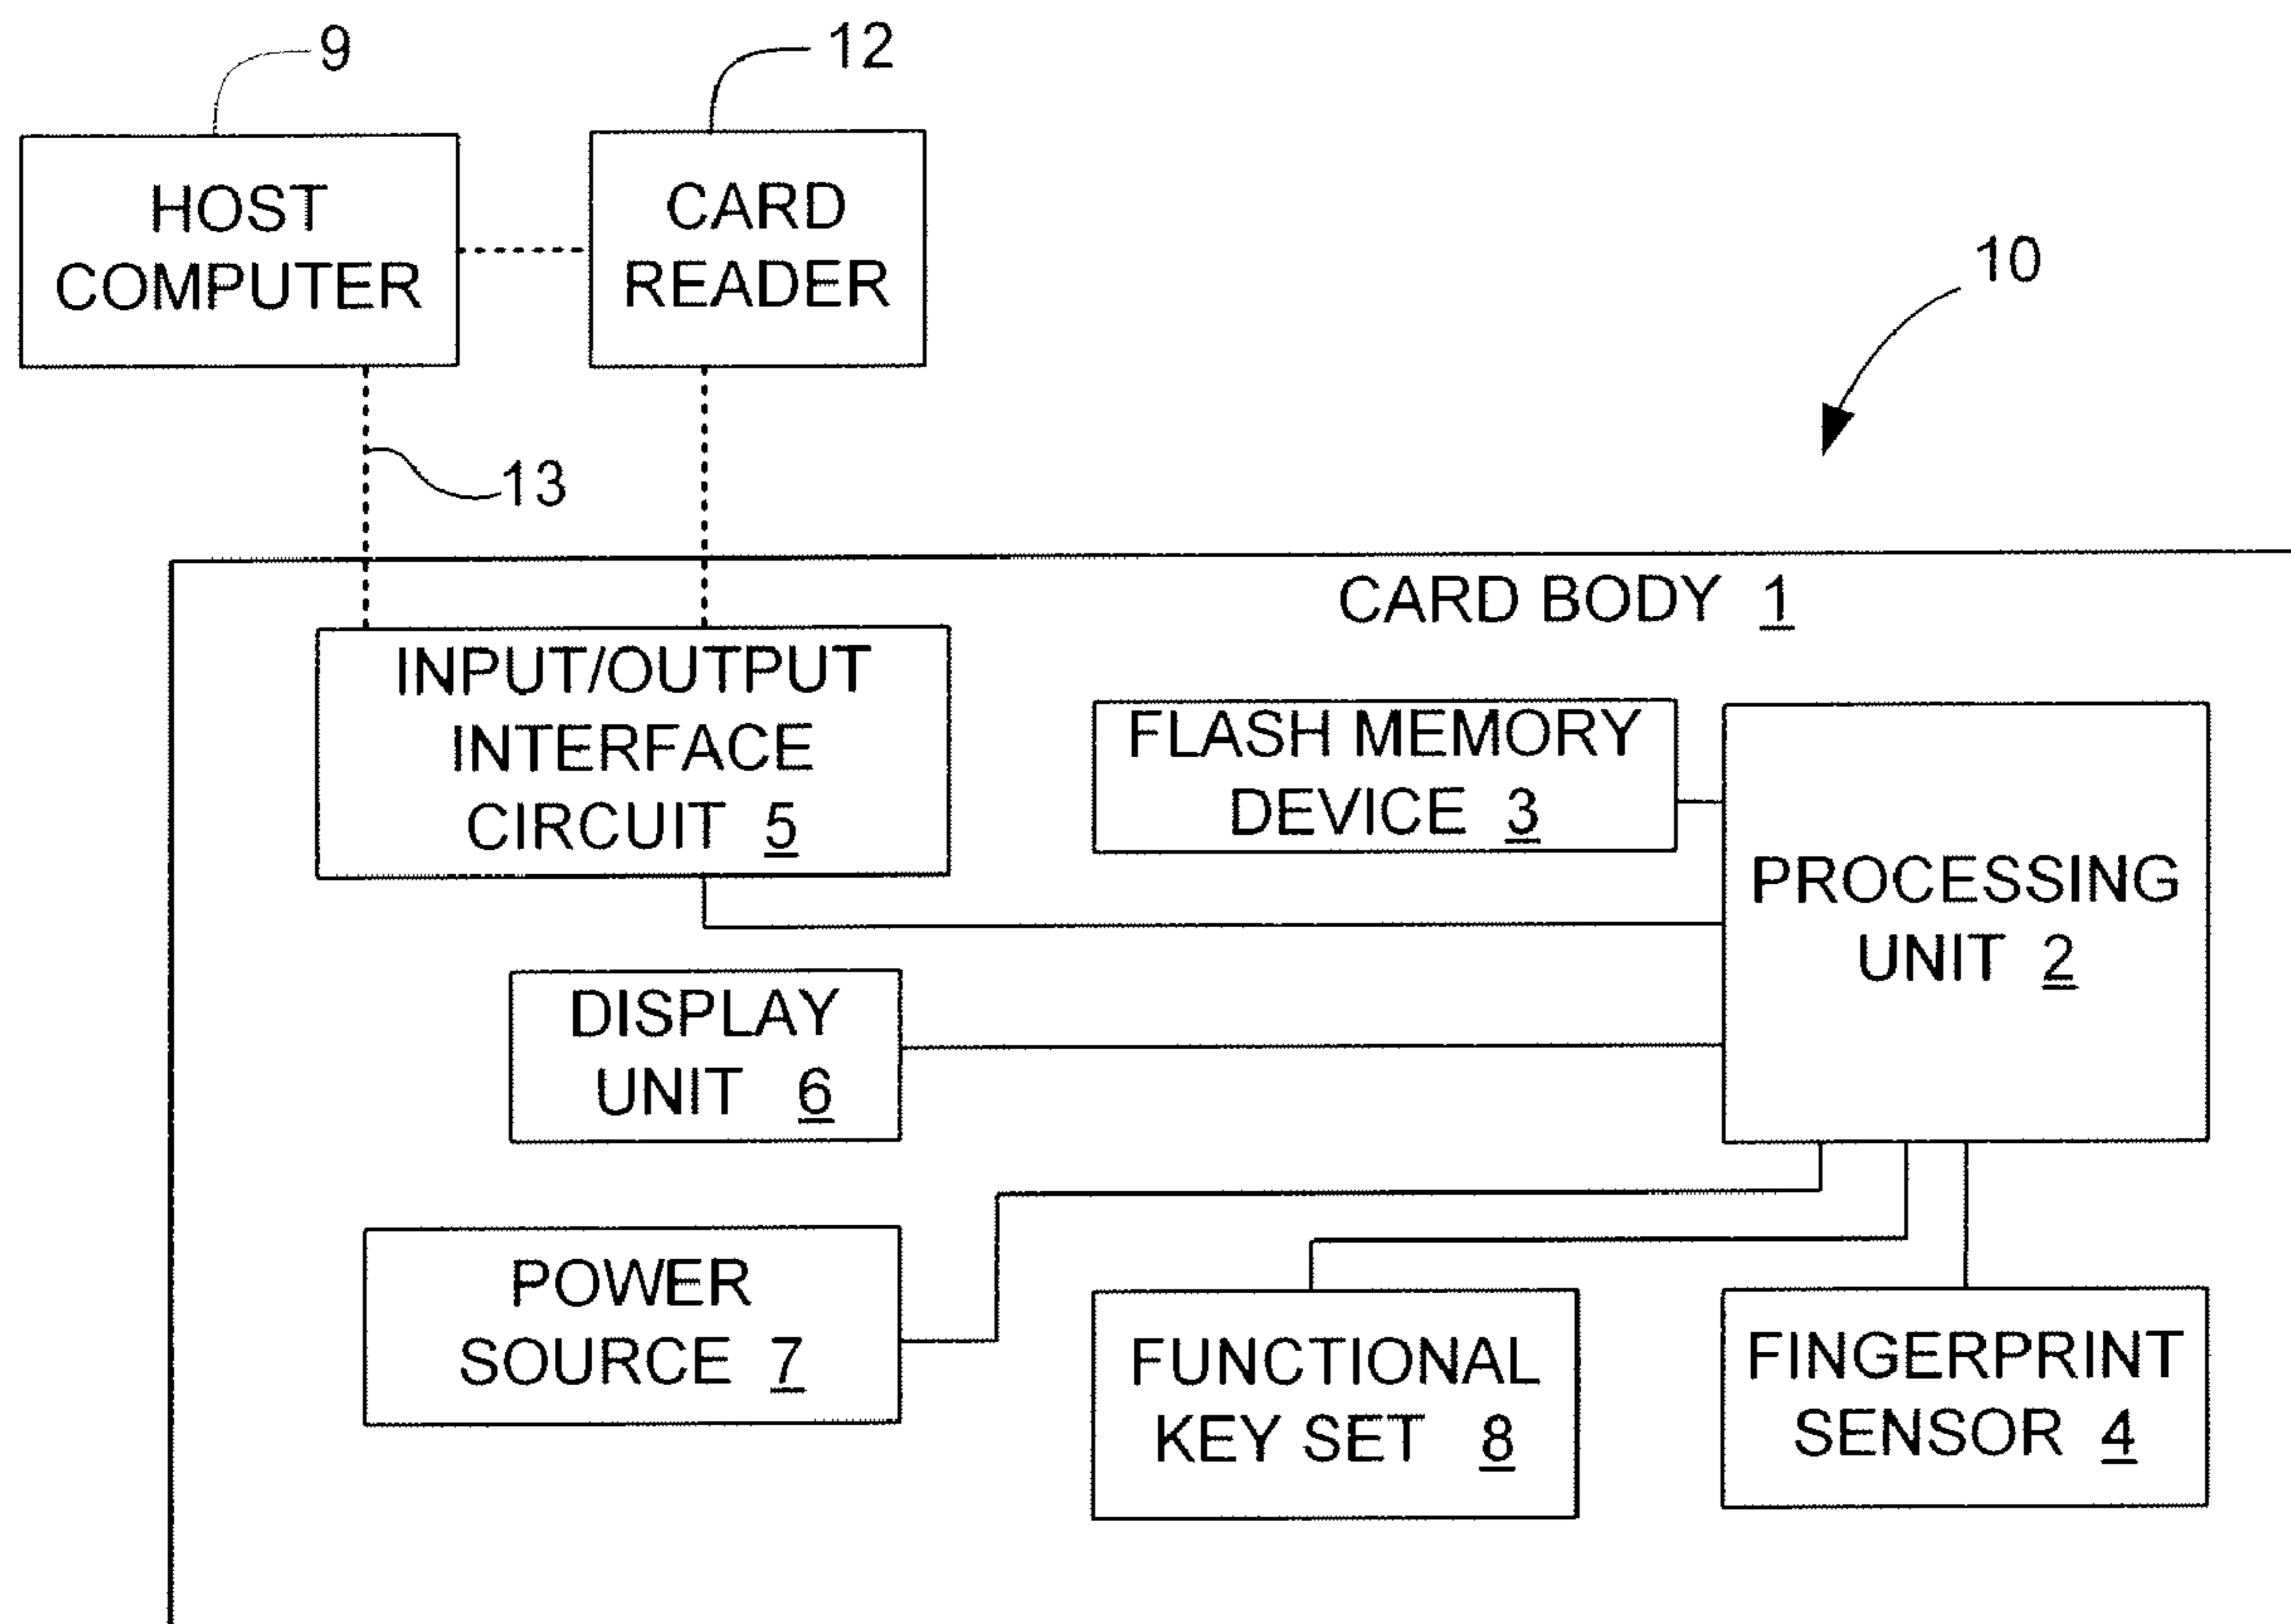 9
12
HOST
COMPUTER
CARD
READER
10
13
CARD BODY 1
INPUT/OUTPUT
INTERFACE
CIRCUIT 5
FLASH MEMORY
DEVICE 3
PROCESSING
UNIT 2
DISPLAY
UNIT 6
POWER
SOURCE 7
FUNCTIONAL
KEY SET 8
FINGERPRINT
SENSOR 4